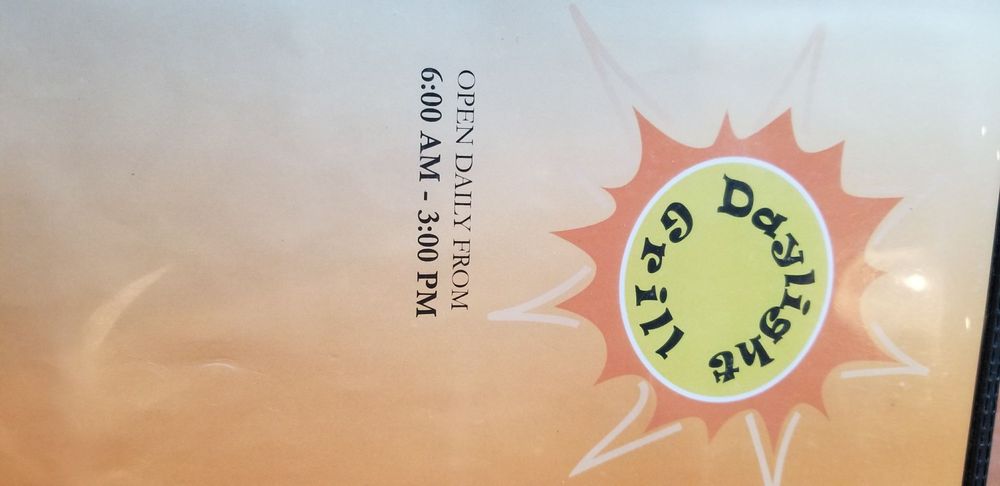 Daylight
Grill
OPEN DAILY FROM
6:00 AM - 3:00 PM